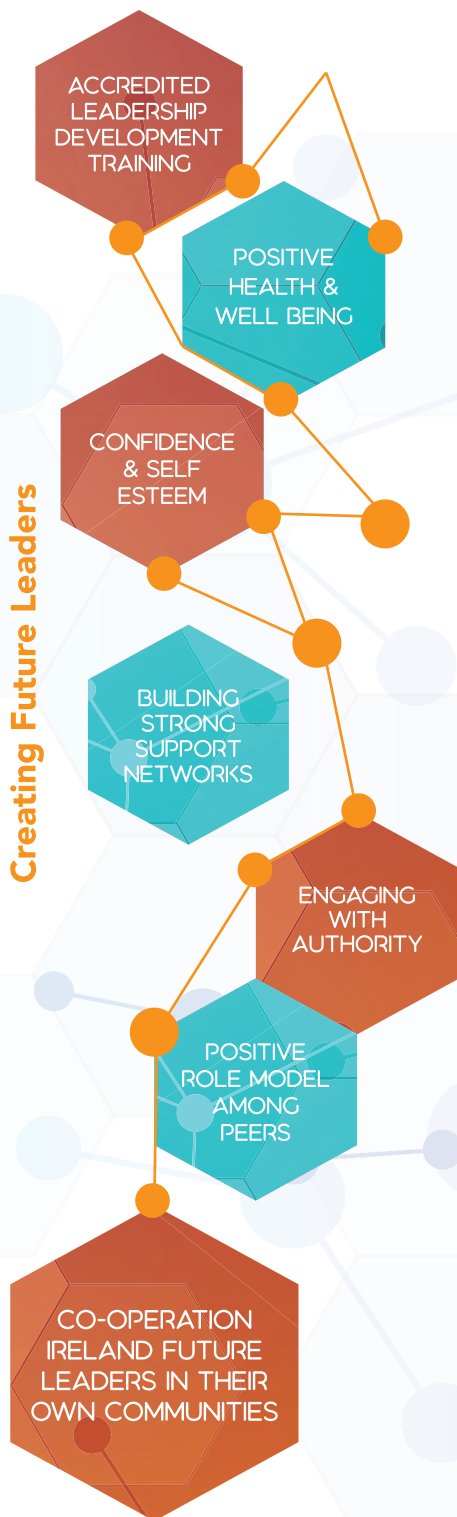 ACCREDITED
LEADERSHIP
DEVELOPMENT
TRAINING
POSITIVE
HEALTH &
WELL BEING
CONFIDENCE
& SELF
ESTEEM
Creating Future Leaders
BUILDING
STRONG
SUPPORT
NETWORKS
ENGAGING
WITH
AUTHORITY
POSITIVE
ROLE MODEL
AMONG
PEERS
CO-OPERATION
IRELAND FUTURE
LEADERS IN THEIR
OWN COMMUNITIES